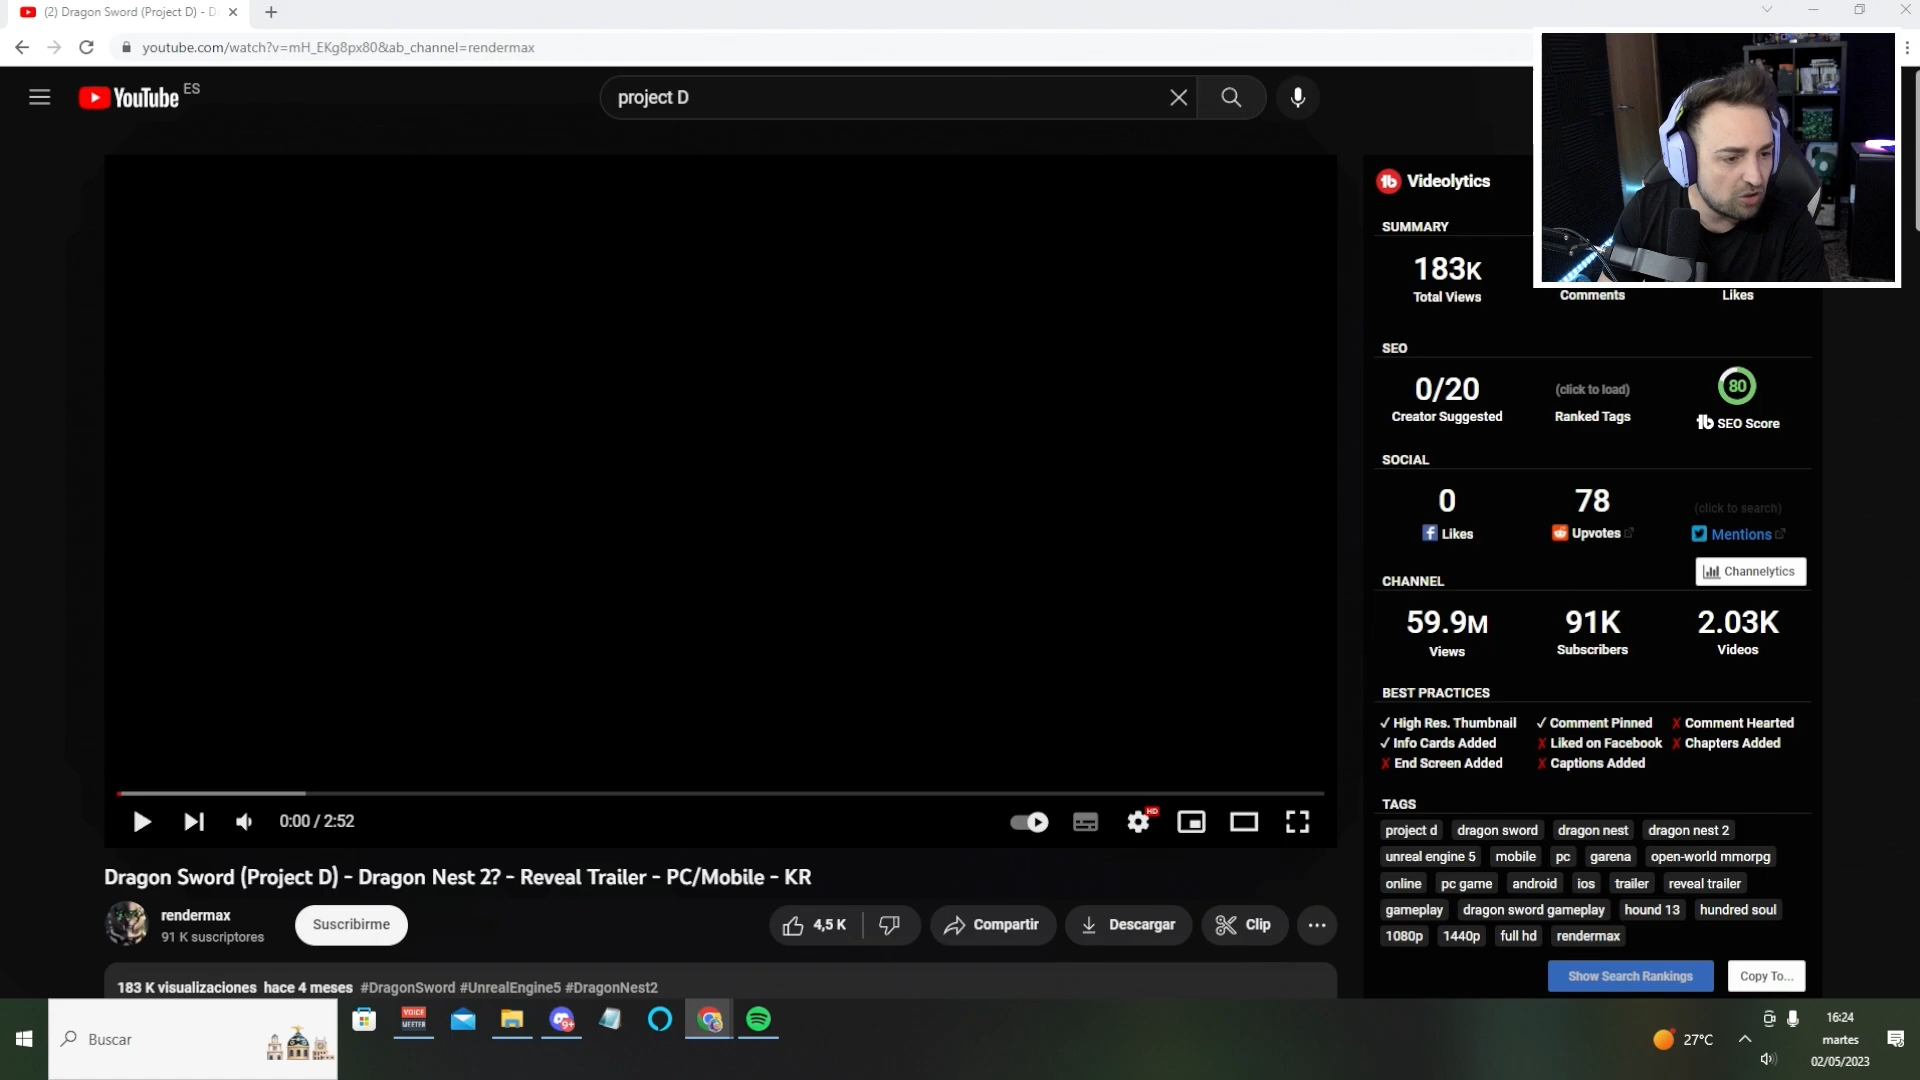 (2) Dragon Sword (Project D) - D
youtube.com/watch?v=mH_EKg8px80&ab_channel=rendermax
YouTube ES
project D
Videolytics
SUMMARY
183K
Total Views
Comments
Likes
SEO
0/20
Creator Suggested
(click to load)
Ranked Tags
80
SEO Score
SOCIAL
0
Likes
78
Upvotes
(click to search)
Mentions
CHANNEL
Channelytics
59.9M
Views
91K
Subscribers
2.03K
Videos
BEST PRACTICES
✓ High Res. Thumbnail ✓ Comment Pinned ✗ Comment Hearted
✓ Info Cards Added ✗ Liked on Facebook ✗ Chapters Added
✗ End Screen Added ✗ Captions Added
TAGS
project d dragon sword dragon nest dragon nest 2
unreal engine 5 mobile pc garena open-world mmorpg
online pc game android ios trailer reveal trailer
gameplay dragon sword gameplay hound 13 hundred soul
1080p 1440p full hd rendermax
Show Search Rankings Copy To...
0:00 / 2:52
HD
Dragon Sword (Project D) - Dragon Nest 2? - Reveal Trailer - PC/Mobile - KR
rendermax
91 K suscriptores
Suscribirme
4,5 K
Compartir
Descargar
Clip
183 K visualizaciones hace 4 meses #DragonSword #UnrealEngine5 #DragonNest2
Buscar
VOICE
MEETER
9+
27°C
16:24
martes
02/05/2023